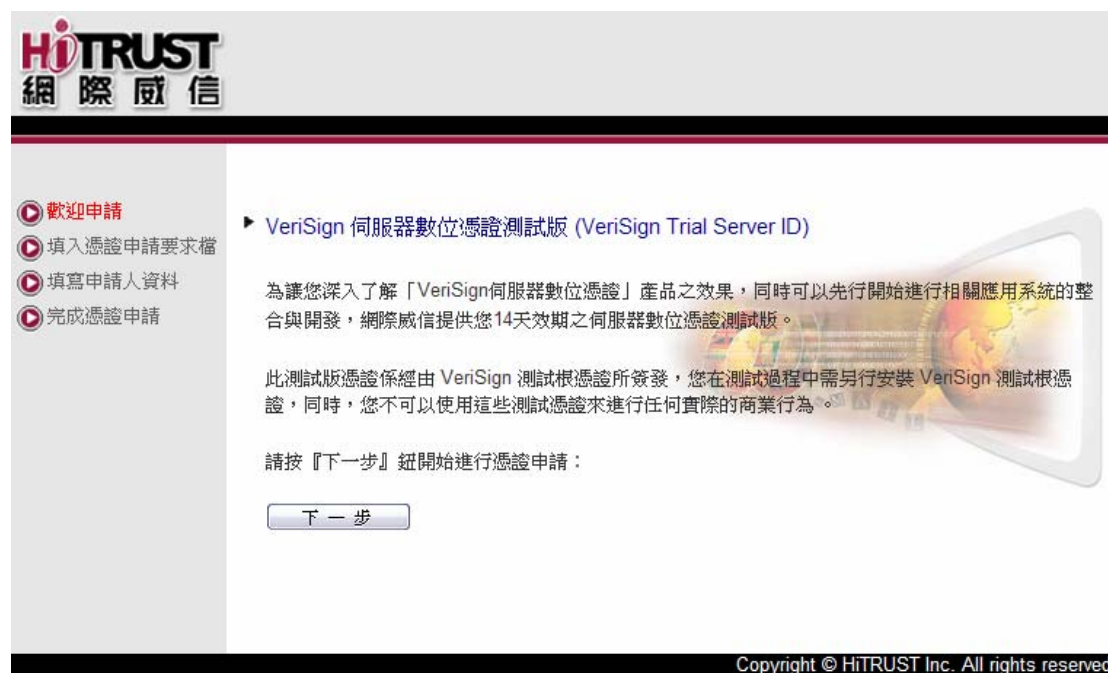 HiTRUST
網際威信
歡迎申請
填入憑證申請要求檔
填寫申請人資料
完成憑證申請
VeriSign 伺服器數位憑證測試版 (VeriSign Trial Server ID)
為讓您深入了解「VeriSign伺服器數位憑證」產品之效果,同時可以先行開始進行相關應用系統的整
合與開發,網際威信提供您14天效期之伺服器數位憑證測試版。
此測試版憑證係經由 VeriSign 測試根憑證所簽發,您在測試過程中需另行安裝 VeriSign 測試根憑
證,同時,您不可以使用這些測試憑證來進行任何實際的商業行為。
請按『下一步』鈕開始進行憑證申請:
下一步
Copyright © HiTRUST Inc. All rights reserved